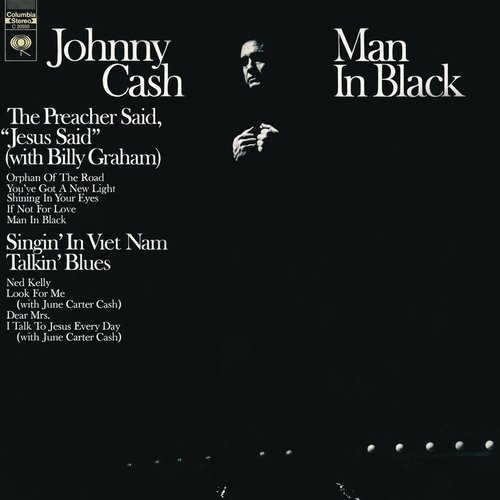 Columbia
Stereo
C 30550
Johnny
Cash
Man
In Black
The Preacher Said,
“Jesus Said”
(with Billy Graham)
Orphan Of The Road
You've Got A New Light
Shining In Your Eyes
If Not For Love
Man In Black
Singin' In Viet Nam
Talkin' Blues
Ned Kelly
Look For Me
(with June Carter Cash)
Dear Mrs.
I Talk To Jesus Every Day
(with June Carter Cash)